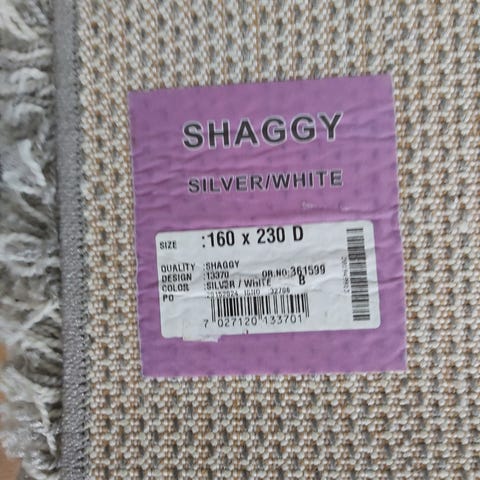 SHAGGY
SILVER/WHITE
SIZE :160 x 230 D
QUALITY :SHAGGY
DESIGN :13370 OR.NO:361599
COLOR :SILVER / WHITE B
PO
7 027120 133701